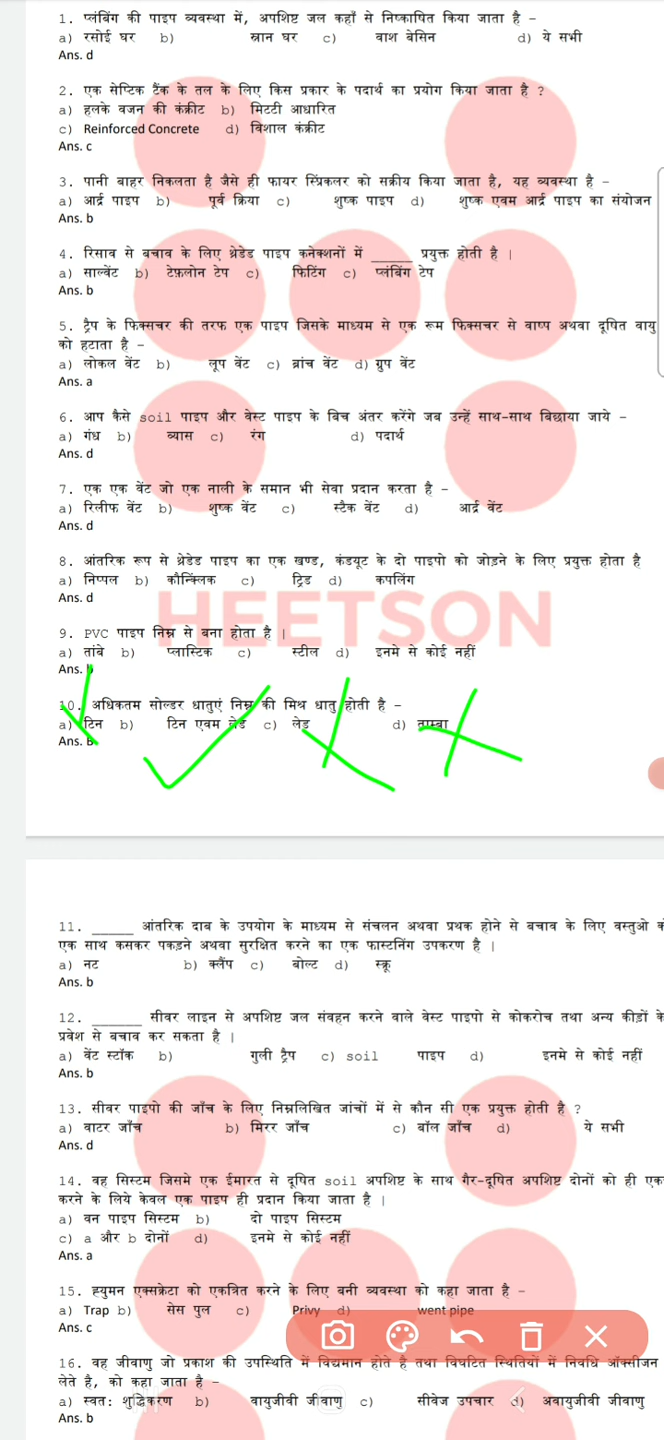 1. प्लंबिंग की पाइप व्यवस्था में, अपशिष्ट जल कहाँ से निष्काषित किया जाता है -
a) रसोई घर b) स्नान घर c) वाश बेसिन d) ये सभी
Ans. d
2. एक सेप्टिक टैंक के तल के लिए किस प्रकार के पदार्थ का प्रयोग किया जाता है ?
a) हलके वजन की कंक्रीट b) मिटटी आधारित
c) Reinforced Concrete d) विशाल कंक्रीट
Ans. c
3. पानी बाहर निकलता है जैसे ही फायर स्प्रिंकलर को सक्रीय किया जाता है, यह व्यवस्था है -
a) आर्द्र पाइप b) पूर्व क्रिया c) शुष्क पाइप d) शुष्क एवम आर्द्र पाइप का संयोजन
Ans. b
4. रिसाव से बचाव के लिए थ्रेडेड पाइप कनेक्शनों में ______ प्रयुक्त होती है |
a) साल्वेंट b) टेफ़लोन टेप c) फिटिंग c) प्लंबिंग टेप
Ans. b
5. ट्रैप के फिक्सचर की तरफ एक पाइप जिसके माध्यम से एक रूम फिक्सचर से वाष्प अथवा दूषित वायु
को हटाता है -
a) लोकल वेंट b) लूप वेंट c) ब्रांच वेंट d) ग्रुप वेंट
Ans. a
6. आप कैसे soil पाइप और वेस्ट पाइप के बिच अंतर करेंगे जब उन्हें साथ-साथ बिछाया जाये -
a) गंध b) व्यास c) रंग d) पदार्थ
Ans. d
7. एक एक वेंट जो एक नाली के समान भी सेवा प्रदान करता है -
a) रिलीफ वेंट b) शुष्क वेंट c) स्टैक वेंट d) आर्द्र वेंट
Ans. d
8. आंतरिक रूप से थ्रेडेड पाइप का एक खण्ड, कंडयूट के दो पाइपो को जोड़ने के लिए प्रयुक्त होता है
a) निप्पल b) कौन्क्लिक c) ट्रिड d) कपलिंग
Ans. d
HEETSON
9. PVC पाइप निम्न से बना होता है |
a) तांबे b) प्लास्टिक c) स्टील d) इनमे से कोई नहीं
Ans. b
10. अधिकतम सोल्डर धातुएं निम्न की मिश्र धातु होती है -
a) टिन b) टिन एवम लेड c) लेड d) ताम्बा
Ans. B
11. _____ आंतरिक दाब के उपयोग के माध्यम से संचलन अथवा प्रथक होने से बचाव के लिए वस्तुओ क
एक साथ कसकर पकड़ने अथवा सुरक्षित करने का एक फास्टनिंग उपकरण है |
a) नट b) क्लैंप c) बोल्ट d) स्क्रू
Ans. b
12. ______ सीवर लाइन से अपशिष्ट जल संवहन करने वाले वेस्ट पाइपो से कोकरोच तथा अन्य कीड़ों के
प्रवेश से बचाव कर सकता है |
a) वेंट स्टॉक b) गुली ट्रैप c) soil पाइप d) इनमे से कोई नहीं
Ans. b
13. सीवर पाइपो की जाँच के लिए निम्नलिखित जांचों में से कौन सी एक प्रयुक्त होती है ?
a) वाटर जाँच b) मिरर जाँच c) बॉल जाँच d) ये सभी
Ans. d
14. वह सिस्टम जिसमे एक ईमारत से दूषित soil अपशिष्ट के साथ गैर-दूषित अपशिष्ट दोनों को ही एक
करने के लिये केवल एक पाइप ही प्रदान किया जाता है |
a) वन पाइप सिस्टम b) दो पाइप सिस्टम
c) a और b दोनों d) इनमे से कोई नहीं
Ans. a
15. ह्युमन एक्सक्रेटा को एकत्रित करने के लिए बनी व्यवस्था को कहा जाता है -
a) Trap b) सेस पुल c) Privy d) went pipe
Ans. c
16. वह जीवाणु जो प्रकाश की उपस्थिति में विद्यमान होते है तथा विघटित स्थितियों में निवधि ऑक्सीजन
लेते है, को कहा जाता है -
a) स्वत: शुद्धिकरण b) वायुजीवी जीवाणु c) सीवेज उपचार d) अवायुजीवी जीवाणु
Ans. b